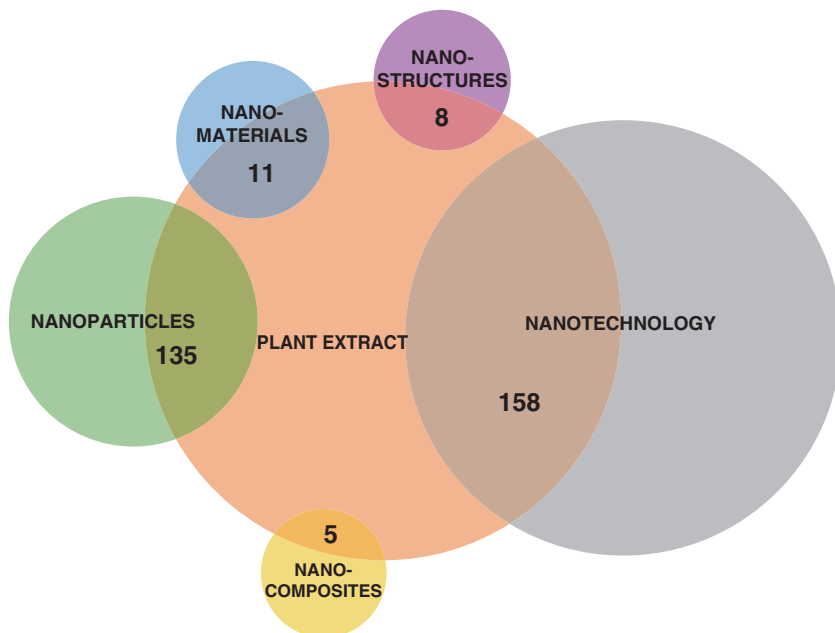 NANO-
STRUCTURES
8
NANO-
MATERIALS
11
NANOPARTICLES
135
PLANT EXTRACT
NANOTECHNOLOGY
158
5
NANO-
COMPOSITES